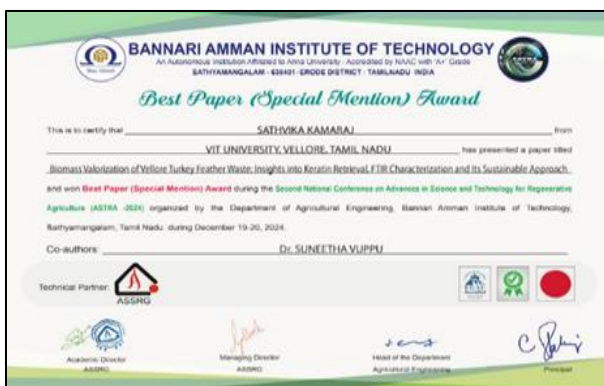 BANNARI AMMAN INSTITUTE OF TECHNOLOGY
An Autonomous Institution Affiliated to Anna University - Accredited by NAAC with 'A+' Grade
SATHYAMANGALAM - 638401 ERODE DISTRICT TAMILNADU INDIA
Best Paper (Special Mention) Award
This is to certify that SATHVIKA KAMARAJ from
VIT UNIVERSITY, VELLORE, TAMIL NADU has presented a paper titled
Biomass Valorization of Vellore Turkey Feather Waste: Insights into Keratin Retrieval, FTIR Characterization and Its Sustainable Approach
and won Best Paper (Special Mention) Award during the Second National Conference on Advances in Science and Technology for Regenerative
Agriculture (ASTRA -2024) organized by the Department of Agricultural Engineering, Bannari Amman Institute of Technology,
Sathyamangalam, Tamil Nadu during December 19-20, 2024.
Co-authors: Dr. SUNEETHA VUPPU
Technical Partner:
ASSRG
Academic Director
ASSRG
Managing Director
ASSRG
Head of the Department
Agricultural Engineering
Principal